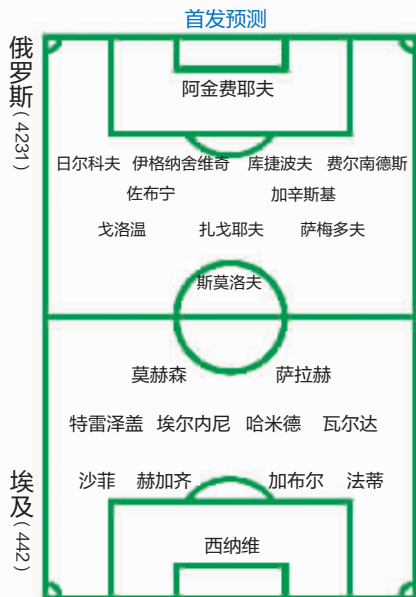 首发预测
俄罗斯(4231)
阿金费耶夫
日尔科夫 伊格纳舍维奇 库捷波夫 费尔南德斯
佐布宁 加辛斯基
戈洛温 扎戈耶夫 萨梅多夫
斯莫洛夫
莫赫森 萨拉赫
特雷泽盖 埃尔内尼 哈米德 瓦尔达
沙菲 赫加齐 加布尔 法蒂
西纳维
埃及(442)